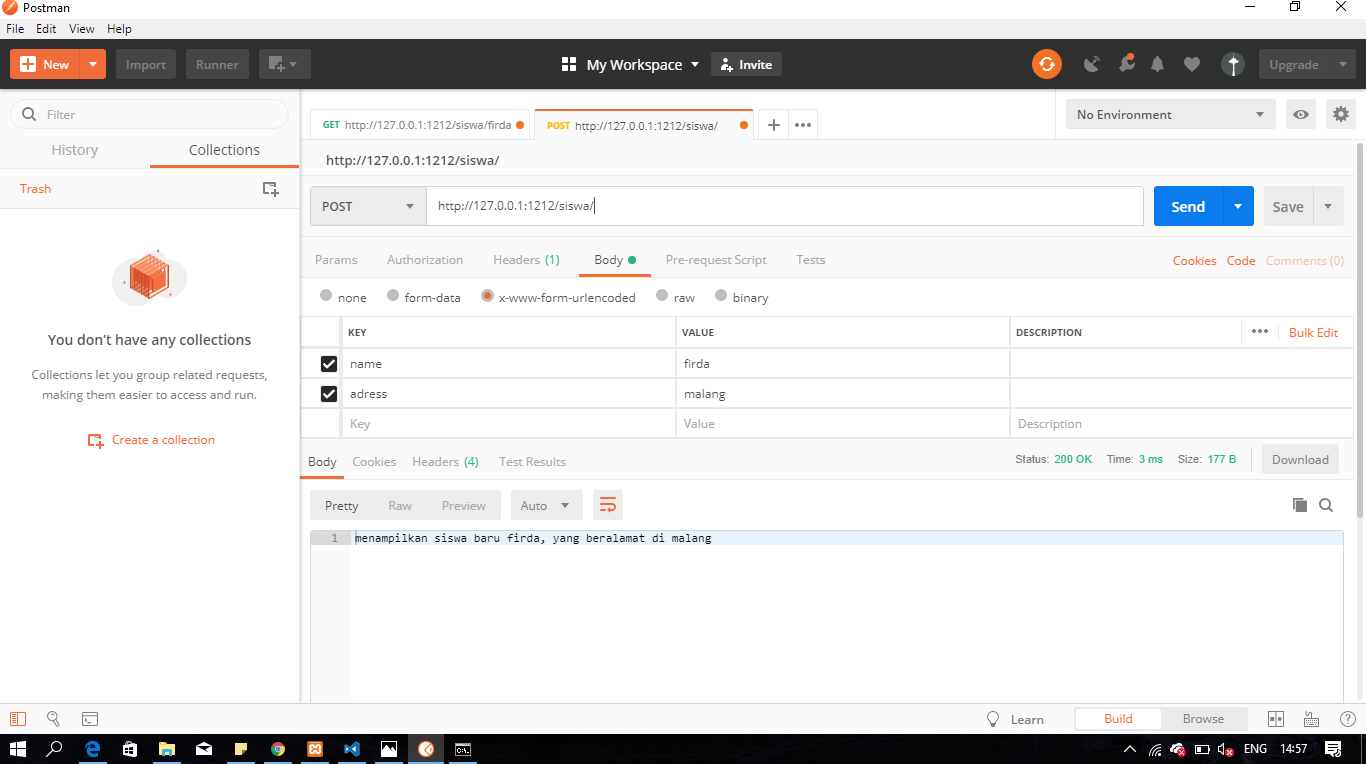 Postman
File Edit View Help
New Import Runner My Workspace Invite Upgrade
Filter
History Collections
Trash
You don't have any collections
Collections let you group related requests,
making them easier to access and run.
Create a collection
GET http://127.0.0.1:1212/siswa/firda POST http://127.0.0.1:1212/siswa/ No Environment
http://127.0.0.1:1212/siswa/
POST http://127.0.0.1:1212/siswa/ Send Save
Params Authorization Headers (1) Body Pre-request Script Tests Cookies Code Comments (0)
none form-data x-www-form-urlencoded raw binary
KEY VALUE DESCRIPTION Bulk Edit
name firda
adress malang
Key Value Description
Body Cookies Headers (4) Test Results Status: 200 OK Time: 3 ms Size: 177 B Download
Pretty Raw Preview Auto
1 menampilkan siswa baru firda, yang beralamat di malang
Learn Build Browse
ENG 14:57